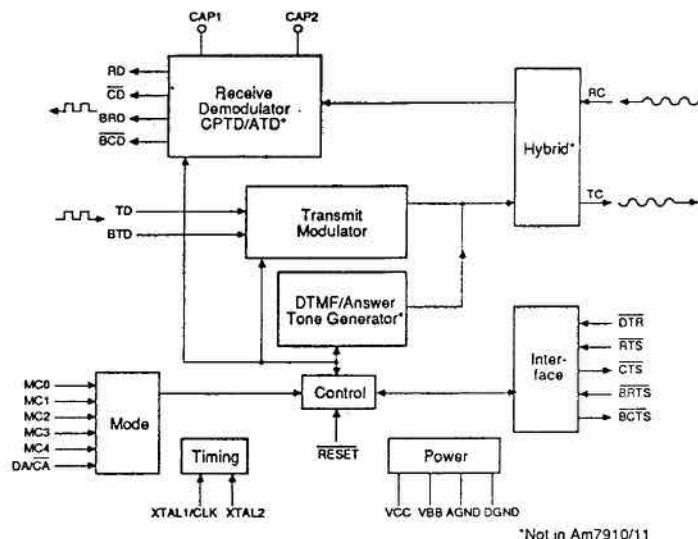 CAP1
CAP2
RD
CD
BRD
BCD
Receive
Demodulator
CPTD/ATD*
Hybrid*
RC
TC
TD
BTD
Transmit
Modulator
DTMF/Answer
Tone Generator*
MC0
MC1
MC2
MC3
MC4
DA/CA
Mode
Control
RESET
Inter-
face
DTR
RTS
CTS
BRTS
BCTS
Timing
XTAL1/CLK
XTAL2
Power
VCC
VBB
AGND
DGND
*Not in Am7910/11